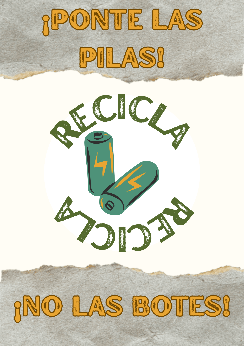 ¡PONTE LAS
PILAS!
RECICLA
RECICLA
¡NO LAS BOTES!